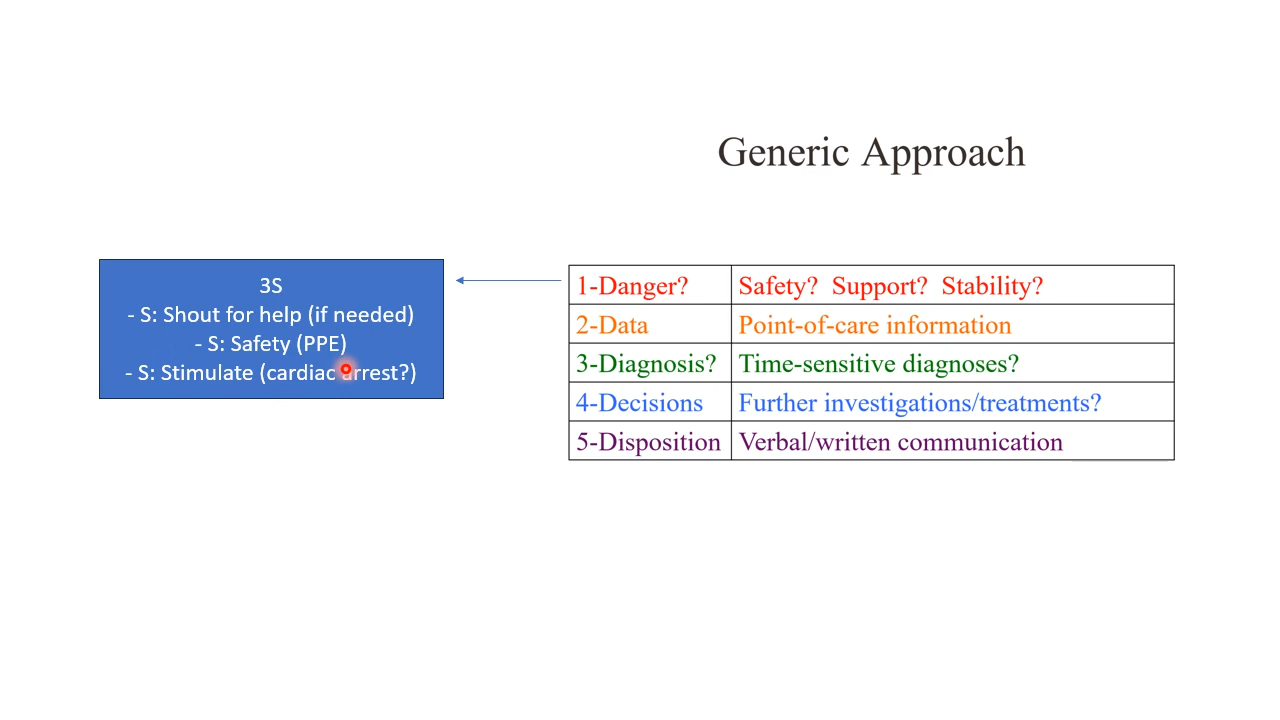 Generic Approach
3S
- S: Shout for help (if needed)
- S: Safety (PPE)
- S: Stimulate (cardiac arrest?)
1-Danger? Safety? Support? Stability?
2-Data Point-of-care information
3-Diagnosis? Time-sensitive diagnoses?
4-Decisions Further investigations/treatments?
5-Disposition Verbal/written communication